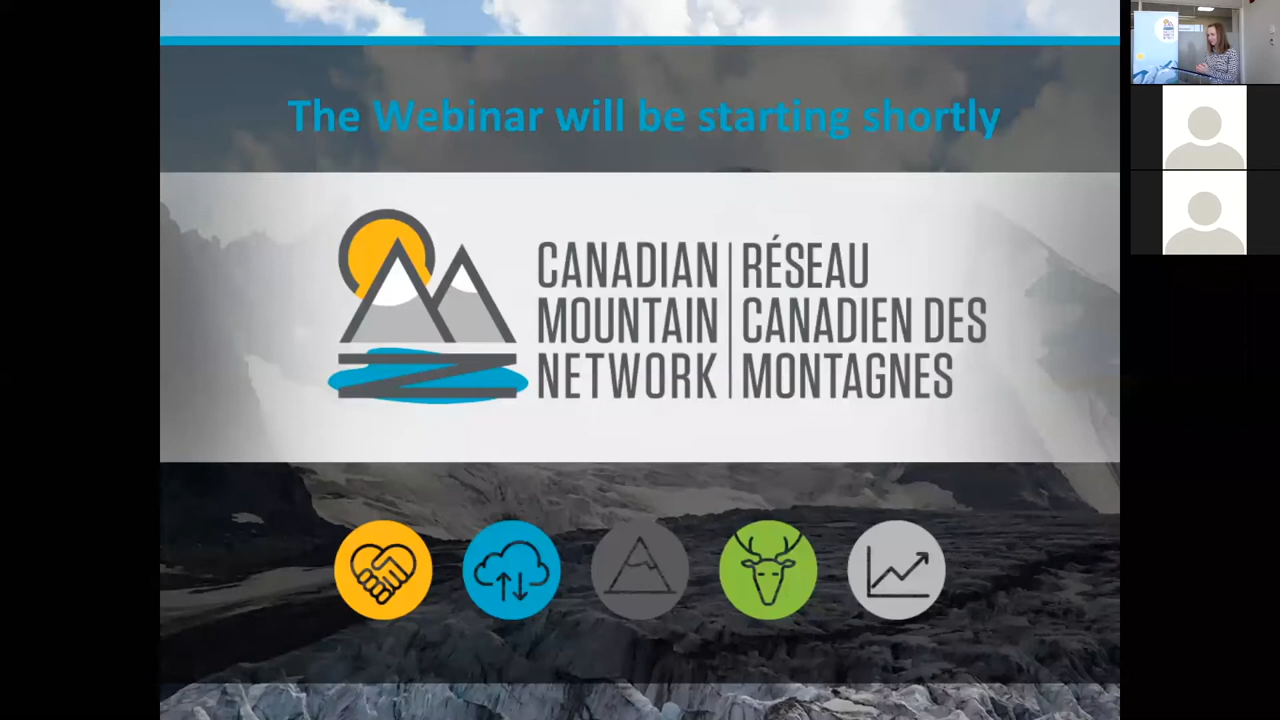 The Webinar will be starting shortly
CANADIAN
MOUNTAIN
NETWORK
RÉSEAU
CANADIEN DES
MONTAGNES